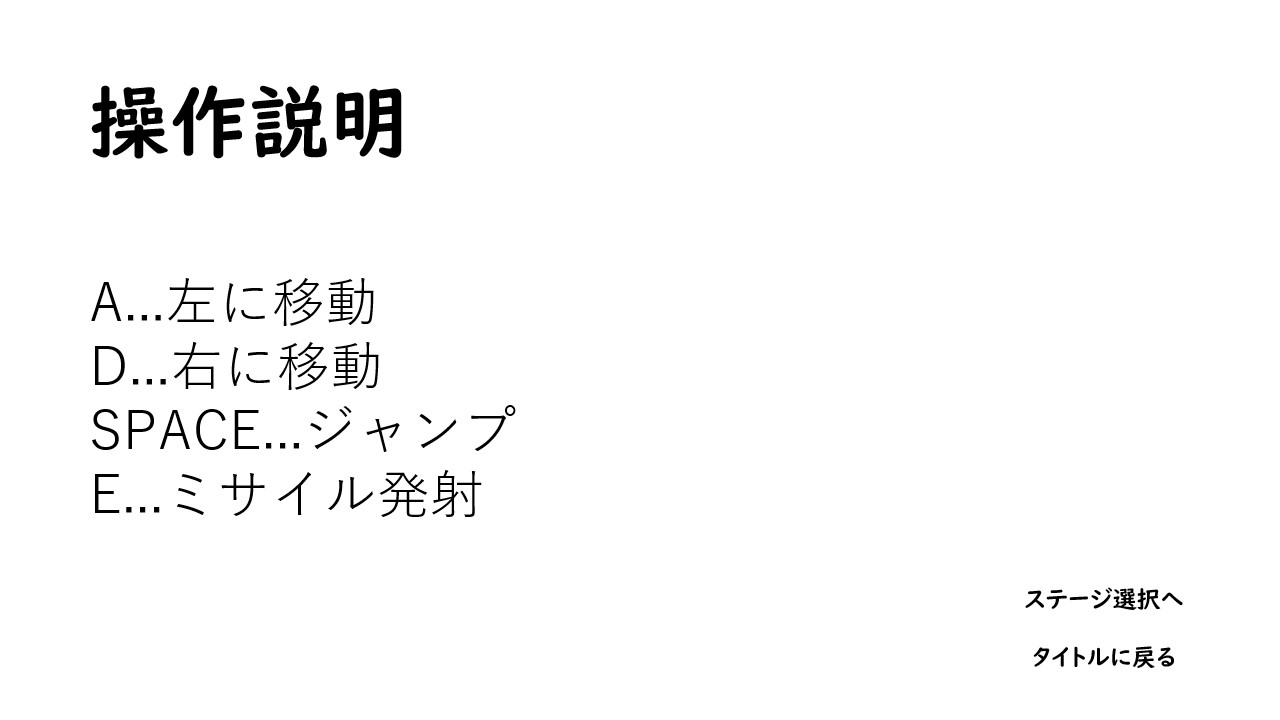 操作説明
A...左に移動
D...右に移動
SPACE...ジャンプ
E...ミサイル発射
ステージ選択へ
タイトルに戻る